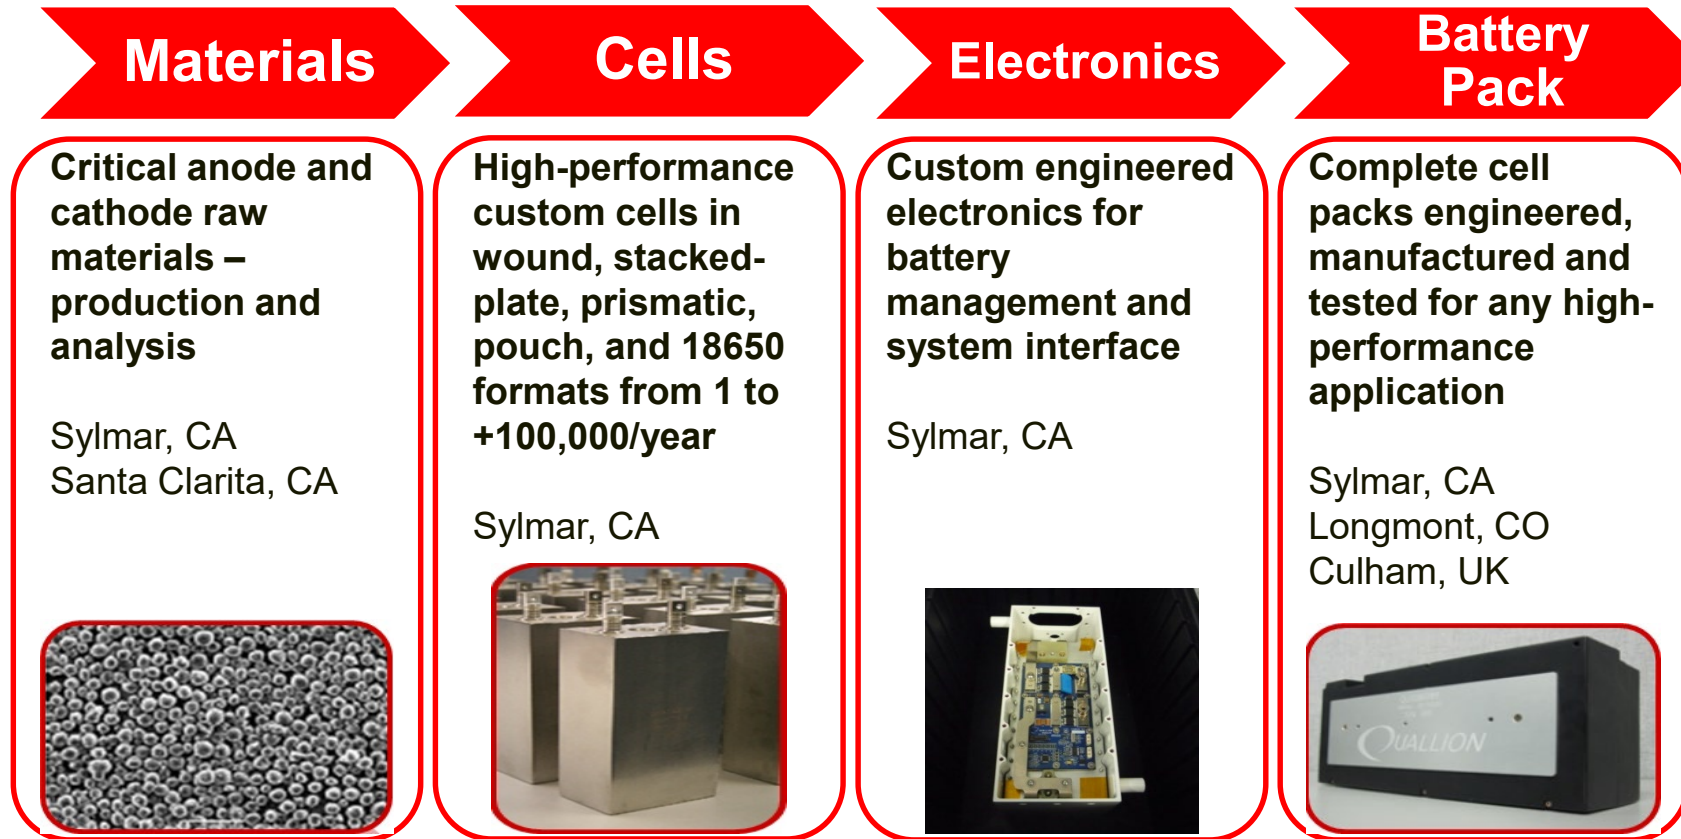 Materials
Critical anode and
cathode raw
materials –
production and
analysis
Sylmar, CA
Santa Clarita, CA
Cells
High-performance
custom cells in
wound, stacked-
plate, prismatic,
pouch, and 18650
formats from 1 to
+100,000/year
Sylmar, CA
Electronics
Custom engineered
electronics for
battery
management and
system interface
Sylmar, CA
Battery
Pack
Complete cell
packs engineered,
manufactured and
tested for any high-
performance
application
Sylmar, CA
Longmont, CO
Culham, UK
QUALLION